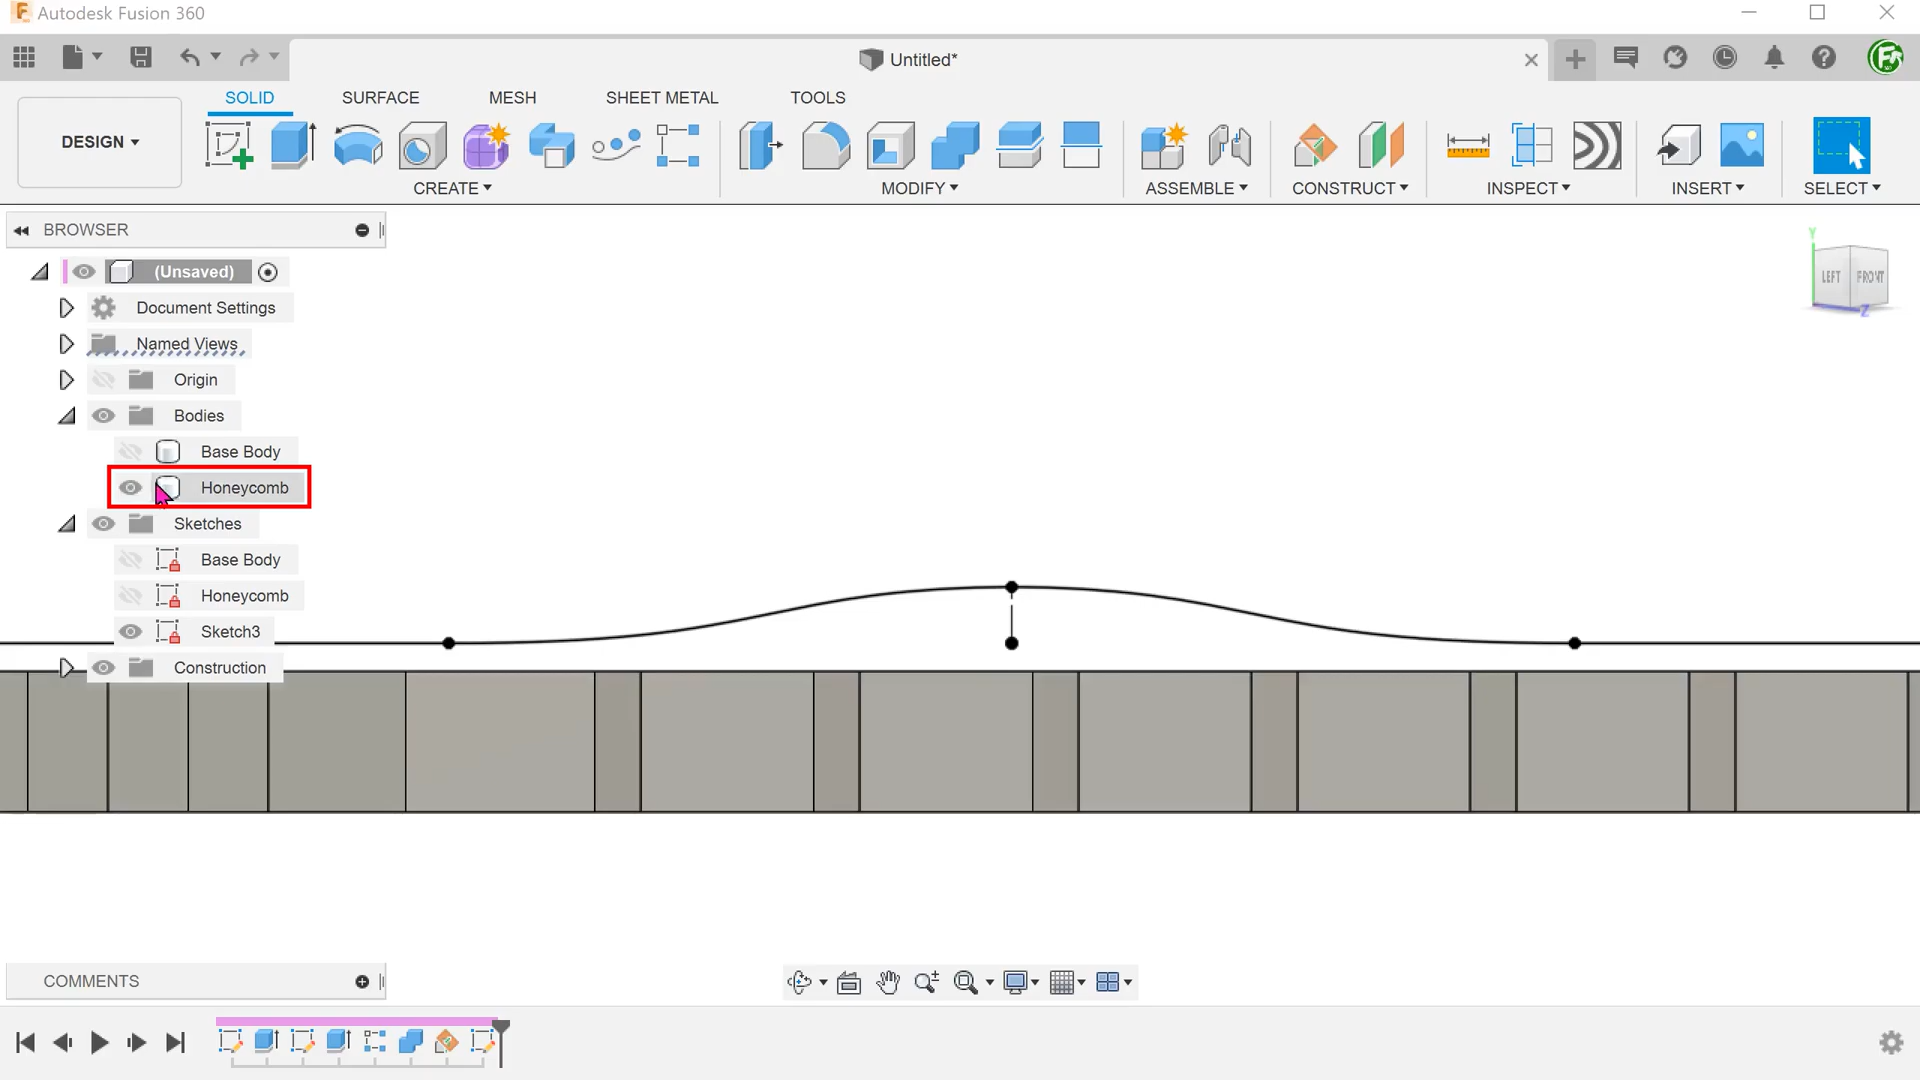 Autodesk Fusion 360
Untitled*
SOLID SURFACE MESH SHEET METAL TOOLS
DESIGN
CREATE MODIFY ASSEMBLE CONSTRUCT INSPECT INSERT SELECT
BROWSER
(Unsaved)
Document Settings
Named Views
Origin
Bodies
Base Body
Honeycomb
Sketches
Base Body
Honeycomb
Sketch3
Construction
Y
LEFT FRONT
Z
COMMENTS